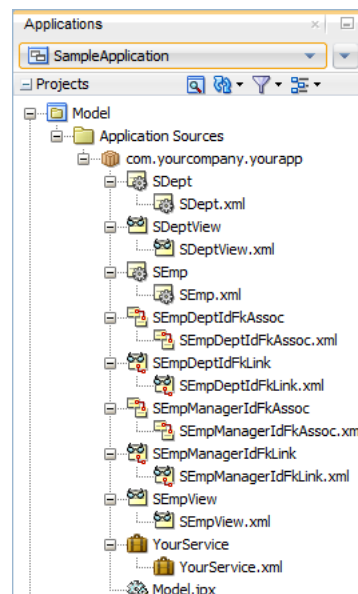 Applications
SampleApplication
Projects
Model
Application Sources
com.yourcompany.yourapp
SDept
SDept.xml
SDeptView
SDeptView.xml
SEmp
SEmp.xml
SEmpDeptIdFkAssoc
SEmpDeptIdFkAssoc.xml
SEmpDeptIdFkLink
SEmpDeptIdFkLink.xml
SEmpManagerIdFkAssoc
SEmpManagerIdFkAssoc.xm
SEmpManagerIdFkLink
SEmpManagerIdFkLink.xml
SEmpView
SEmpView.xml
YourService
YourService.xml
Model.jpx